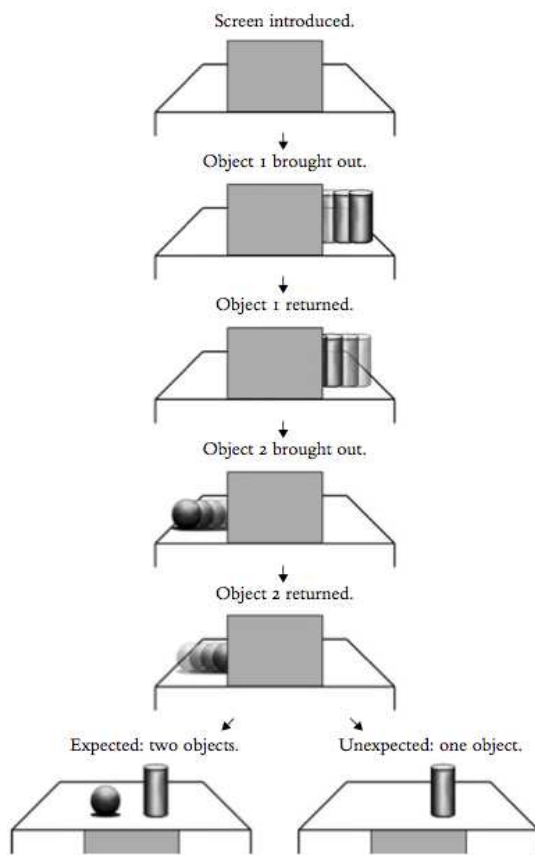 Screen introduced.
Object 1 brought out.
Object 1 returned.
Object 2 brought out.
Object 2 returned.
Expected: two objects.
Unexpected: one object.